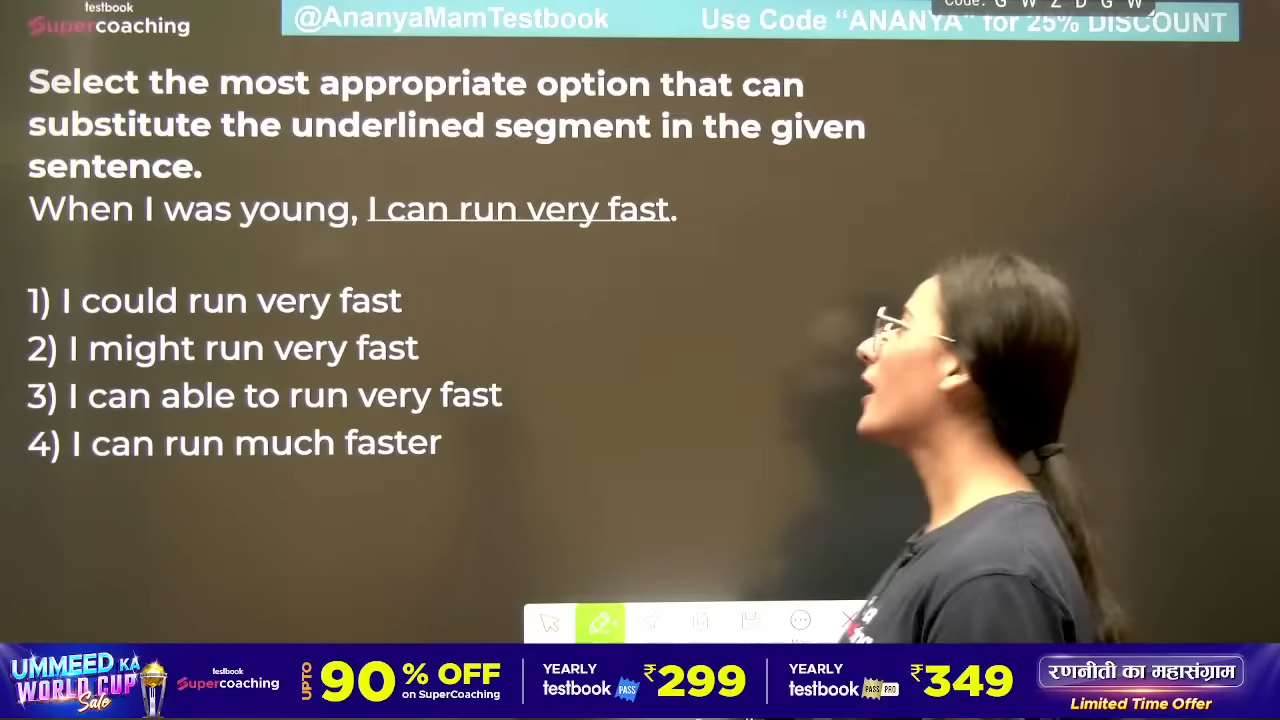 testbook
Supercoaching
@AnanyaMamTestbook
Use Code “ANANYA” for 25% DISCOUNT
Code: G W Z D G W
Select the most appropriate option that can
substitute the underlined segment in the given
sentence.
When I was young, I can run very fast.
1) I could run very fast
2) I might run very fast
3) I can able to run very fast
4) I can run much faster
UMMEED KA
WORLD CUP
Sale
testbook
Supercoaching
UPTO 90% OFF
on SuperCoaching
YEARLY
testbook PASS
₹299
YEARLY
testbook PASS PRO
₹349
रणनीती का महासंग्राम
Limited Time Offer